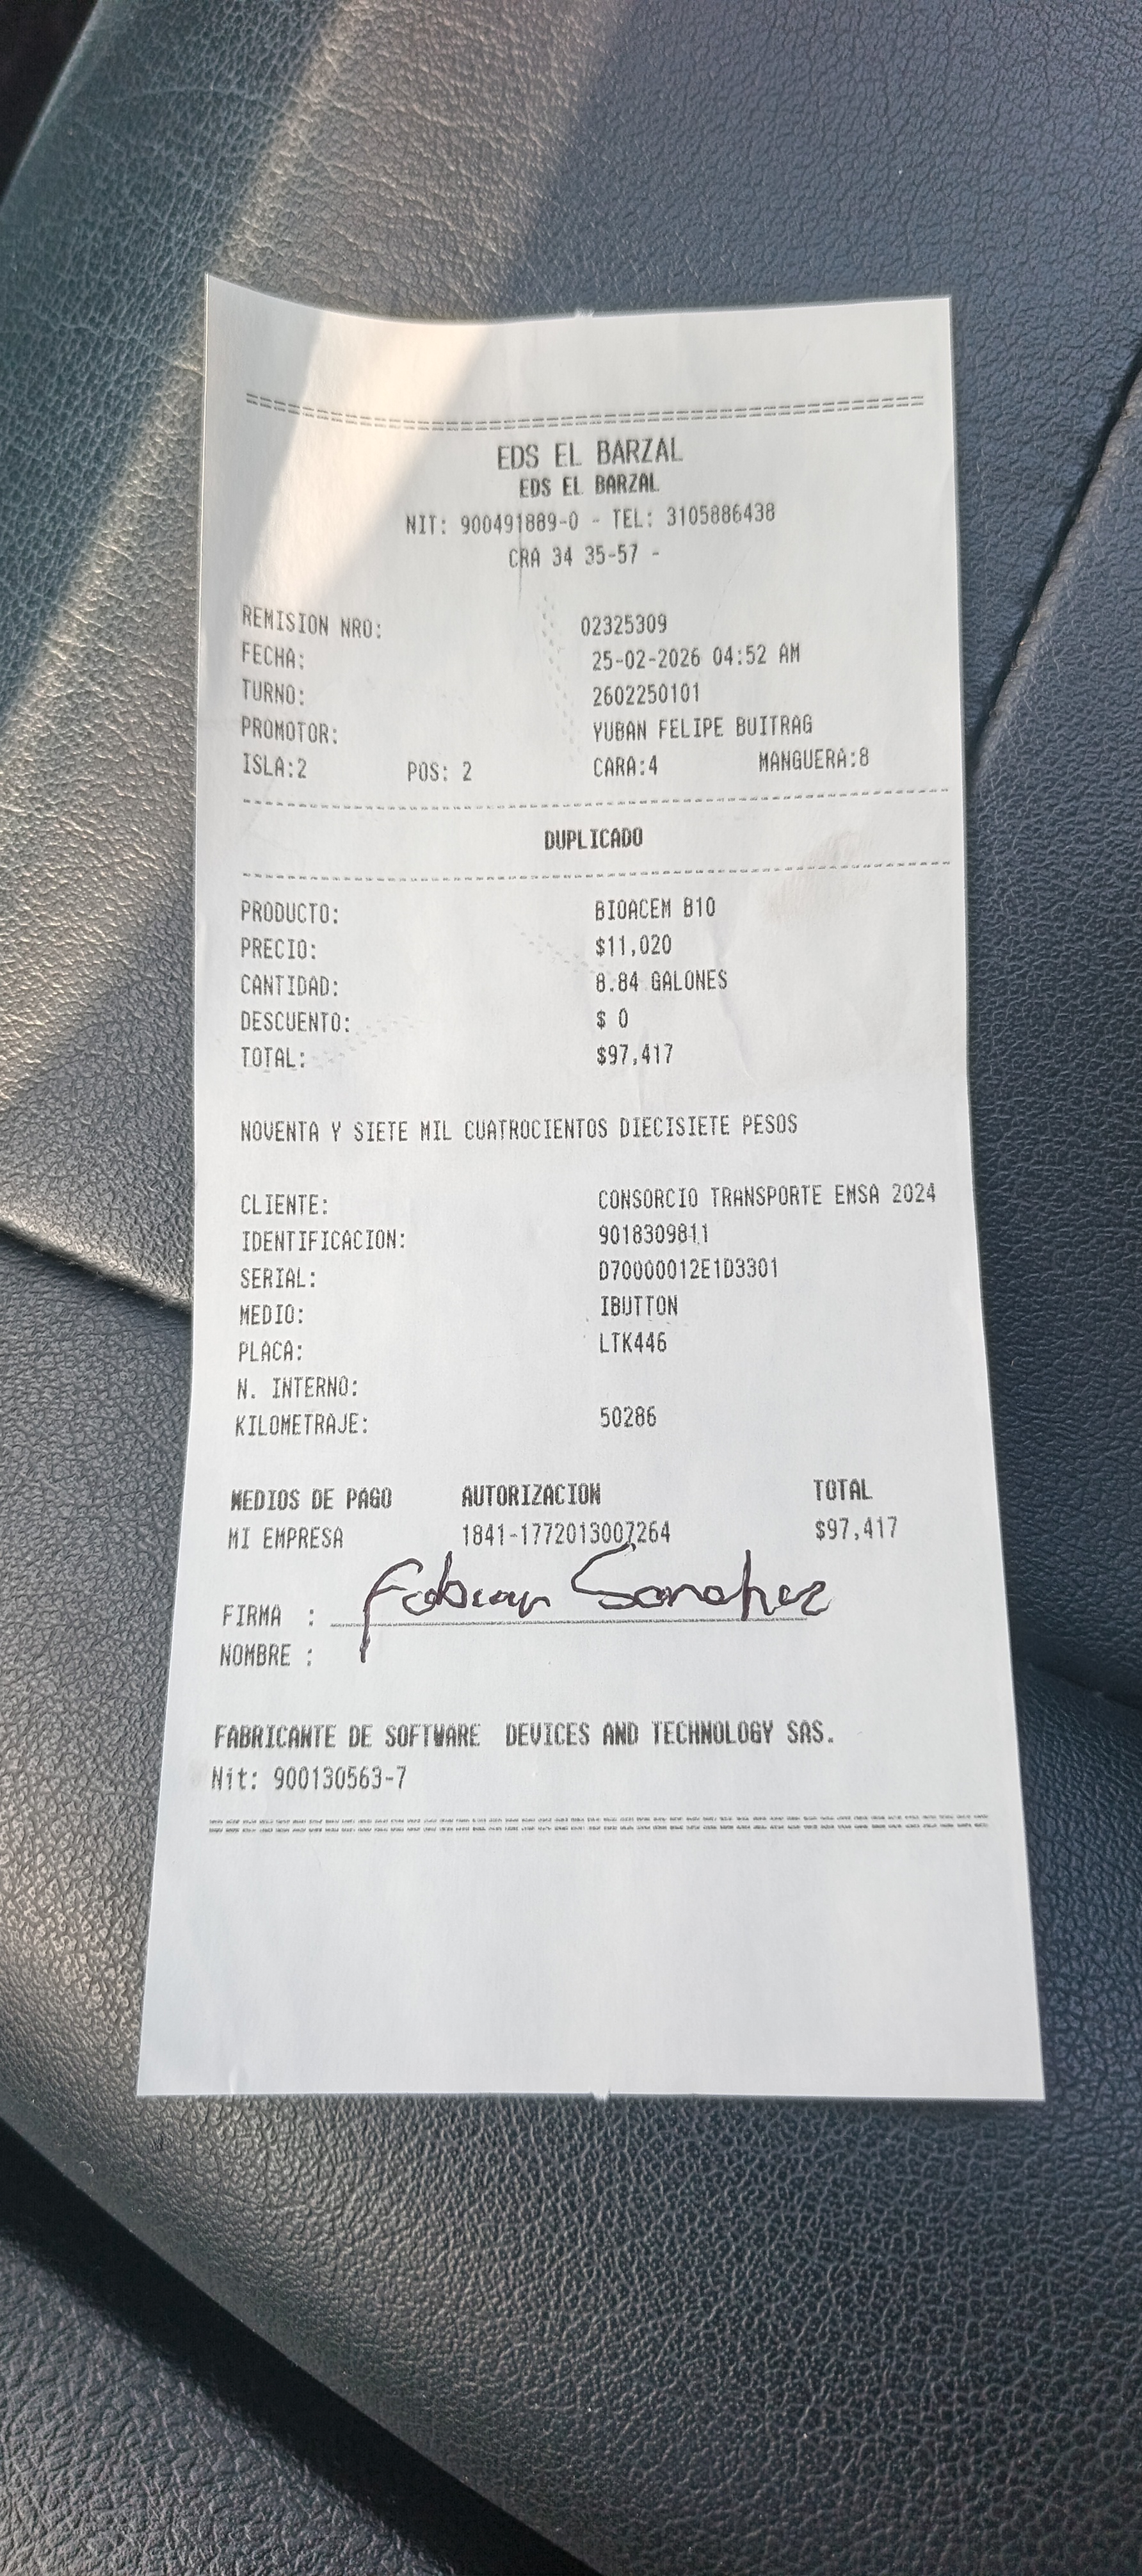 EDS EL BARZAL
EDS EL BARZAL
NIT: 900491889-0 - TEL: 3105886438
CRA 34 35-57 -
REMISION NRO: 02325309
FECHA: 25-02-2026 04:52 AM
TURNO: 2602250101
PROMOTOR: YUBAN FELIPE BUITRAG
ISLA:2 POS: 2 CARA:4 MANGUERA:8
DUPLICADO
PRODUCTO: BIOACEM B10
PRECIO: $11,020
CANTIDAD: 8.84 GALONES
DESCUENTO: $ 0
TOTAL: $97,417
NOVENTA Y SIETE MIL CUATROCIENTOS DIECISIETE PESOS
CLIENTE: CONSORCIO TRANSPORTE EMSA 2024
IDENTIFICACION: 9018309811
SERIAL: D70000012E1D3301
MEDIO: IBUTTON
PLACA: LTK446
N. INTERNO:
KILOMETRAJE: 50286
MEDIOS DE PAGO AUTORIZACION TOTAL
MI EMPRESA 1841-1772013007264 $97,417
FIRMA : Fabian Sanchez
NOMBRE :
FABRICANTE DE SOFTWARE DEVICES AND TECHNOLOGY SAS.
Nit: 900130563-7